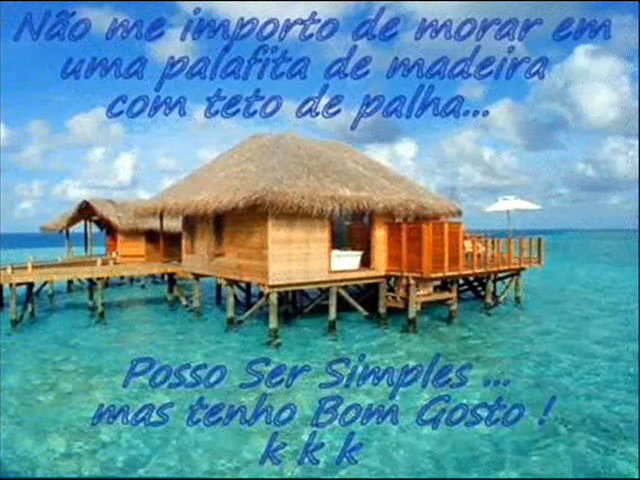 Não me importo de morar em
uma palafita de madeira
com teto de palha...
Posso Ser Simples ...
mas tenho Bom Gosto !
k k k